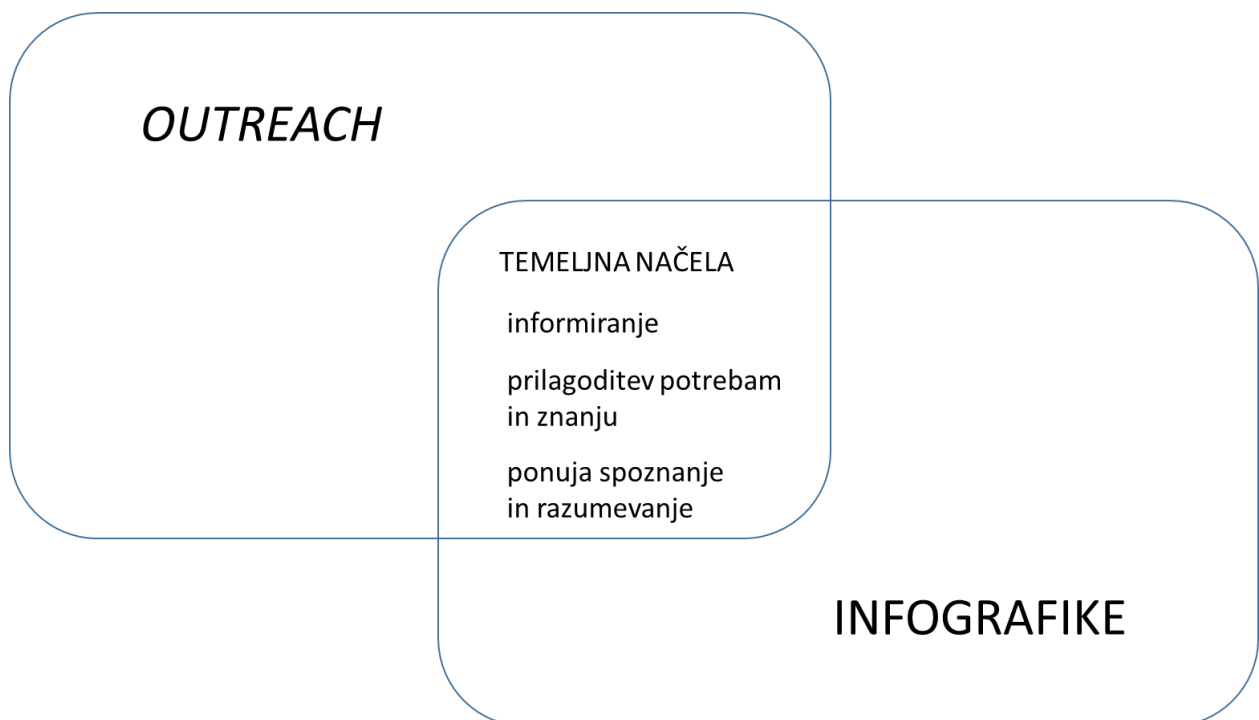 OUTREACH
TEMELJNA NAČELA
informiranje
prilagoditev potrebam
in znanju
ponuja spoznanje
in razumevanje
INFOGRAFIKE